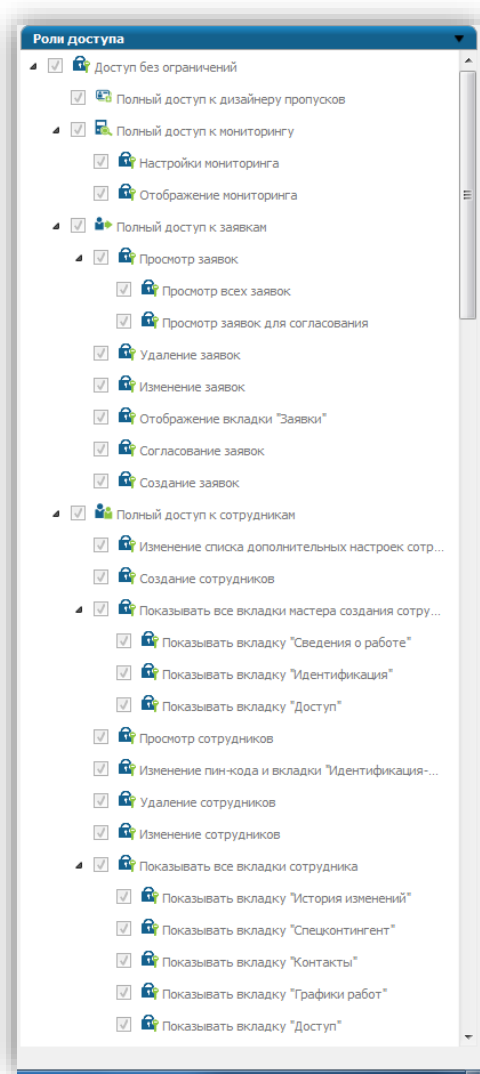 Роли доступа
Доступ без ограничений
Полный доступ к дизайнеру пропусков
Полный доступ к мониторингу
Настройки мониторинга
Отображение мониторинга
Полный доступ к заявкам
Просмотр заявок
Просмотр всех заявок
Просмотр заявок для согласования
Удаление заявок
Изменение заявок
Отображение вкладки "Заявки"
Согласование заявок
Создание заявок
Полный доступ к сотрудникам
Изменение списка дополнительных настроек сотр...
Создание сотрудников
Показывать все вкладки мастера создания сотру...
Показывать вкладку "Сведения о работе"
Показывать вкладку "Идентификация"
Показывать вкладку "Доступ"
Просмотр сотрудников
Изменение пин-кода и вкладки "Идентификация-...
Удаление сотрудников
Изменение сотрудников
Показывать все вкладки сотрудника
Показывать вкладку "История изменений"
Показывать вкладку "Спецконтингент"
Показывать вкладку "Контакты"
Показывать вкладку "Графики работ"
Показывать вкладку "Доступ"